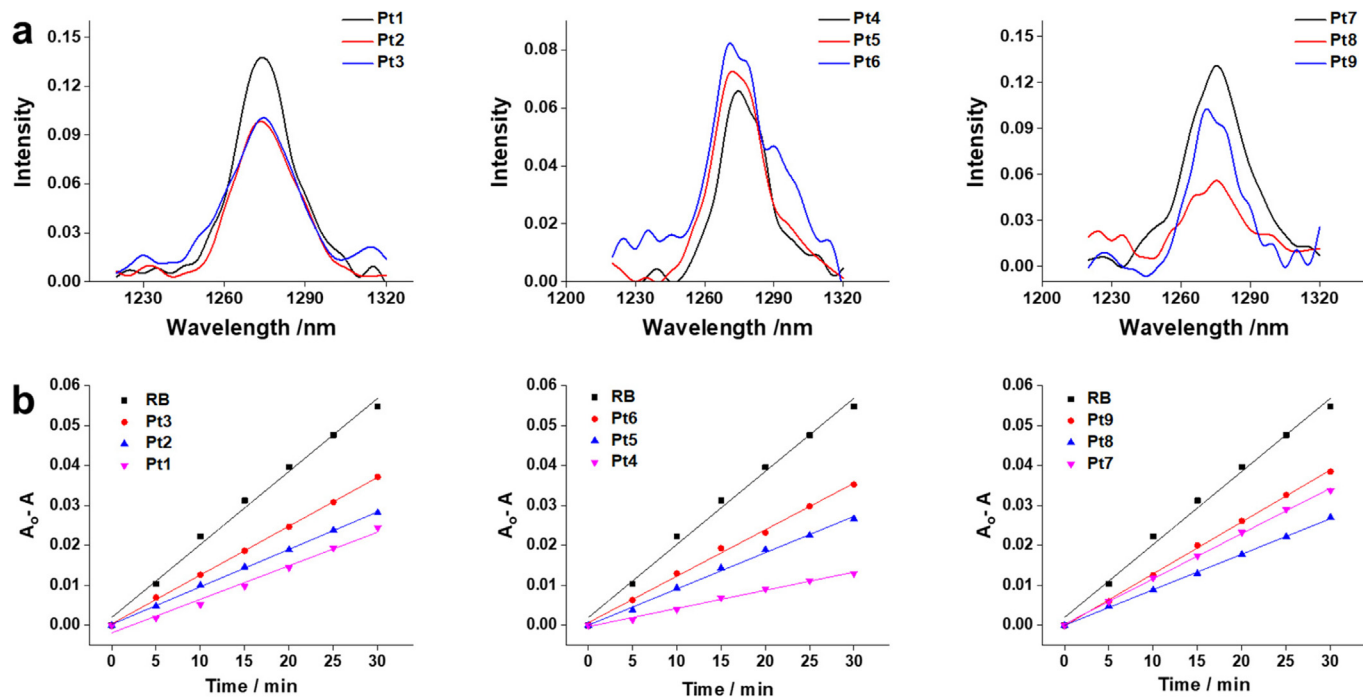 a
Pt1
Pt2
Pt3
0.15
0.12
0.09
0.06
0.03
0.00
Intensity
1230
1260
1290
1320
Wavelength /nm
Pt4
Pt5
Pt6
0.08
0.06
0.04
0.02
0.00
Intensity
1200
1230
1260
1290
1320
Wavelength /nm
Pt7
Pt8
Pt9
0.15
0.12
0.09
0.06
0.03
0.00
Intensity
1200
1230
1260
1290
1320
Wavelength /nm
b
RB
Pt3
Pt2
Pt1
0.06
0.05
0.04
0.03
0.02
0.01
0.00
Ao- A
0
5
10
15
20
25
30
Time / min
RB
Pt6
Pt5
Pt4
0.06
0.05
0.04
0.03
0.02
0.01
0.00
Ao- A
0
5
10
15
20
25
30
Time / min
RB
Pt9
Pt8
Pt7
0.06
0.05
0.04
0.03
0.02
0.01
0.00
Ao- A
0
5
10
15
20
25
30
Time / min